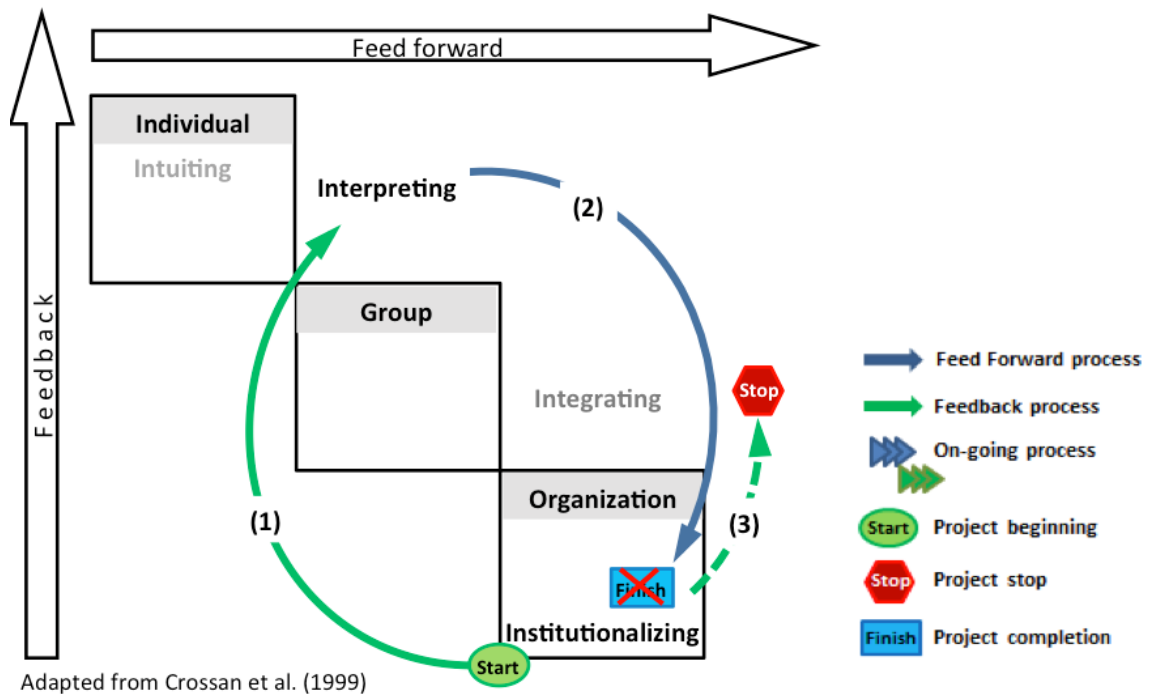 Feed forward
Feedback
Individual
Intuiting
Interpreting
(2)
Group
Integrating
Stop
(1)
Organization
(3)
Finish
Institutionalizing
Start
Adapted from Crossan et al. (1999)
Feed Forward process
Feedback process
On-going process
Start Project beginning
Stop Project stop
Finish Project completion